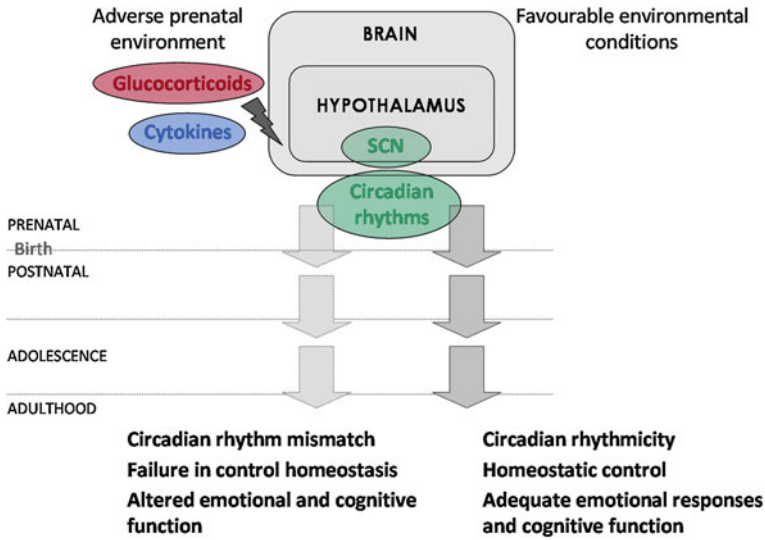 Adverse prenatal
environment
BRAIN
Favourable environmental
conditions
Glucocorticoids
HYPOTHALAMUS
Cytokines
SCN
Circadian
rhythms
PRENATAL
Birth
POSTNATAL
ADOLESCENCE
ADULTHOOD
Circadian rhythm mismatch
Failure in control homeostasis
Altered emotional and cognitive
function
Circadian rhythmicity
Homeostatic control
Adequate emotional responses
and cognitive function